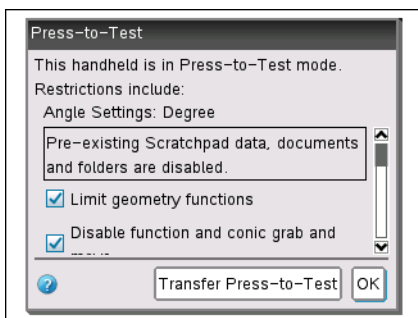 Press-to-Test
This handheld is in Press-to-Test mode.
Restrictions include:
Angle Settings: Degree
Pre-existing Scratchpad data, documents
and folders are disabled.
Limit geometry functions
Disable function and conic grab and
Transfer Press-to-Test OK